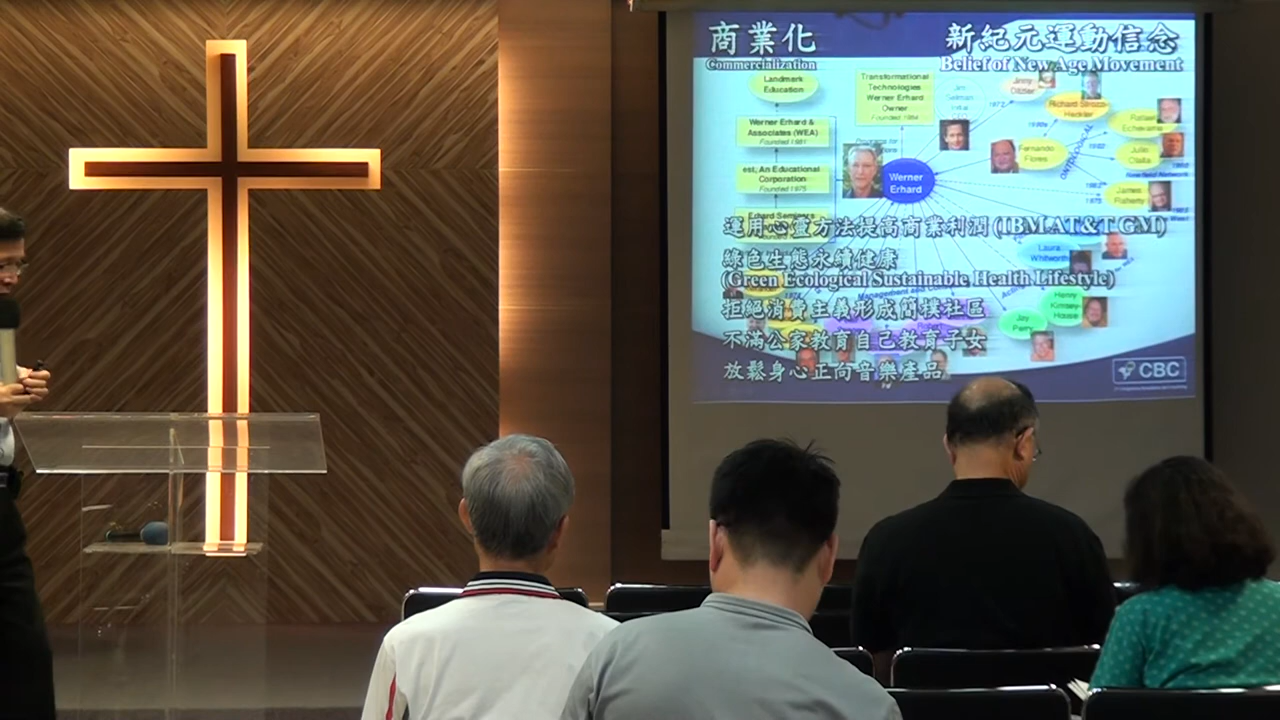 商業化
新紀元運動信念
Commercialization
Belief of New Age Movement
Landmark
Education
Transformational
Technologies
Werner Erhard
Owner
Founded 1984
Werner Erhard &
Associates (WEA)
Founded 1981
est, An Educational
Corporation
Founded 1975
Werner
Erhard
Richard Strozzi-
Heckler
Fernando
Flores
Rafael
Echeverria
Julio
Olalla
James
Flaherty
運用心靈方法提高商業利潤 (IBM AT&T GM)
綠色生態永續健康
(Green Ecological Sustainable Health Lifestyle)
Laura
Whitworth
拒絕消費主義形成簡樸社區
Henry
Kimsey-
House
Jay
Perry
不滿公家教育自己教育子女
放鬆身心正向音樂產品
CBC